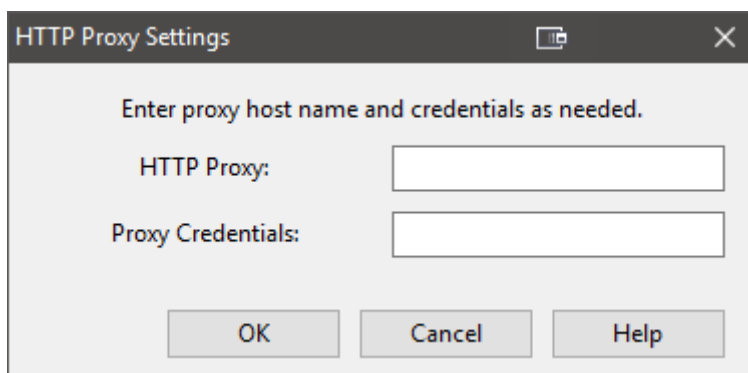 HTTP Proxy Settings
Enter proxy host name and credentials as needed.
HTTP Proxy:
Proxy Credentials:
OK Cancel Help